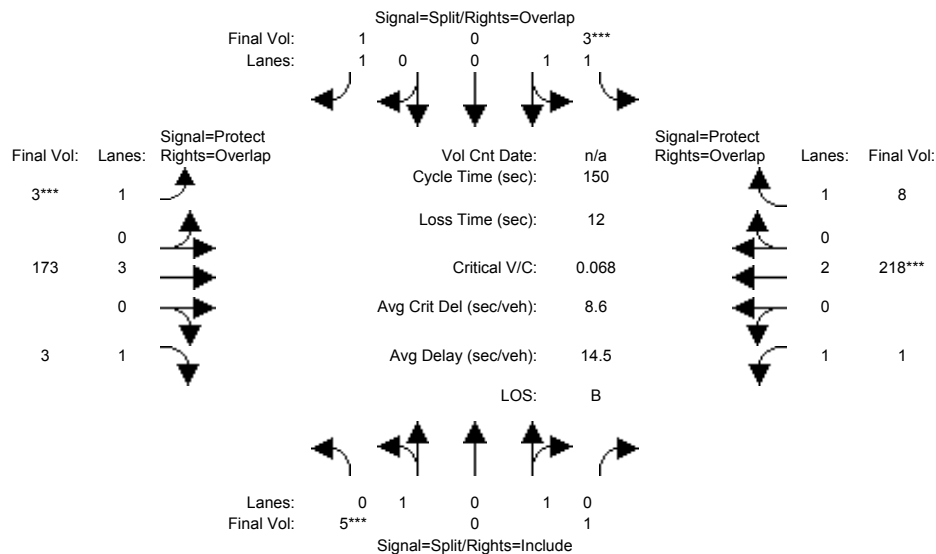 Signal=Split/Rights=Overlap
Final Vol: 1 0 3***
Lanes: 1 0 0 1 1
Signal=Protect
Final Vol: Lanes: Rights=Overlap
Vol Cnt Date: n/a
Signal=Protect
Rights=Overlap Lanes: Final Vol:
Cycle Time (sec): 150
3*** 1
1 8
Loss Time (sec): 12
0
0
173 3
Critical V/C: 0.068
2 218***
0
Avg Crit Del (sec/veh): 8.6
0
3 1
Avg Delay (sec/veh): 14.5
1 1
LOS: B
Lanes: 0 1 0 1 0
Final Vol: 5*** 0 1
Signal=Split/Rights=Include